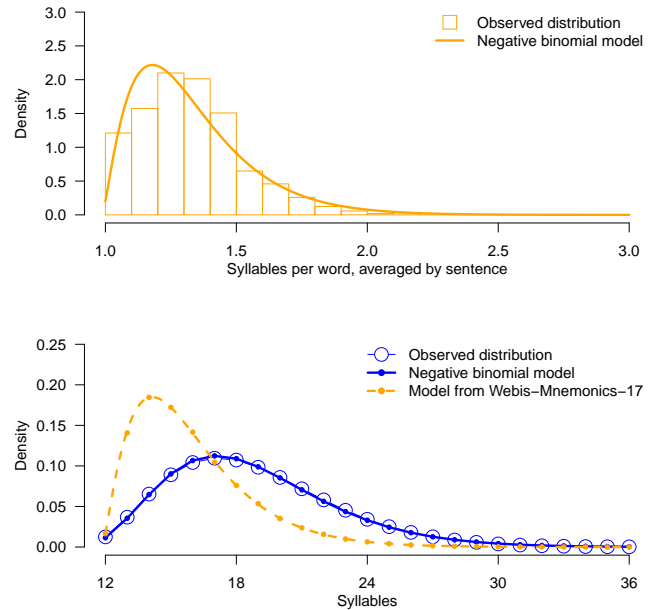 Observed distribution
Negative binomial model
3.0
2.5
2.0
1.5
1.0
0.5
0.0
Density
1.0 1.5 2.0 2.5 3.0
Syllables per word, averaged by sentence
Observed distribution
Negative binomial model
Model from Webis−Mnemonics−17
0.25
0.20
0.15
0.10
0.05
0.00
Density
12 18 24 30 36
Syllables